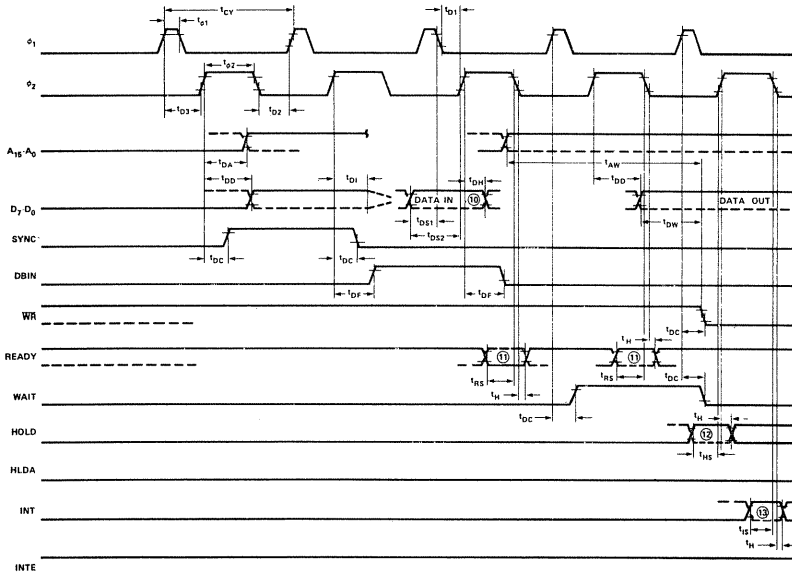 tCY
tD1
tφ1
φ1
tφ2
φ2
tD3
tD2
A15-A0
tDA
tAW
tDD
tDI
tDH
tDD
D7-D0
DATA IN
10
DATA OUT
tDS1
tDW
tDS2
SYNC
tDC
tDC
DBIN
tDF
tDF
WR
tDC
tH
READY
11
11
tRS
tRS
tDC
WAIT
tH
tDC
tH
HOLD
12
tHS
HLDA
INT
13
tIS
tH
INTE